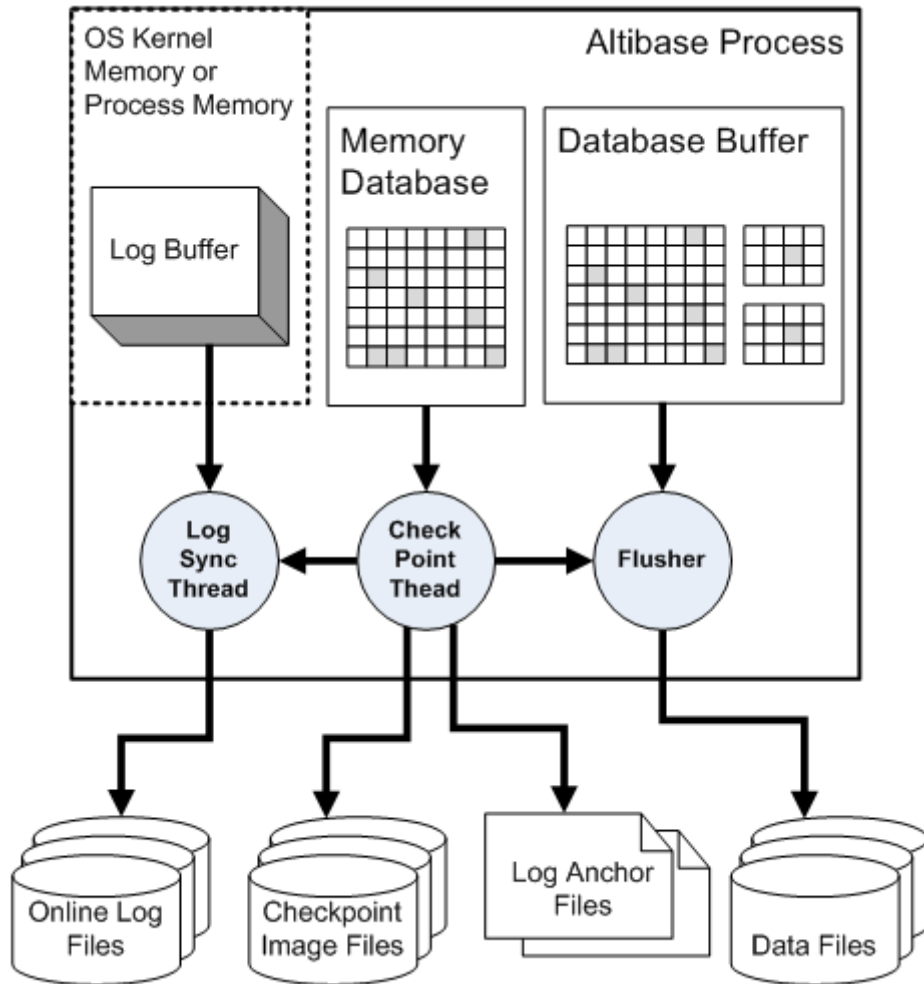 OS Kernel
Memory or
Process Memory
Altibase Process
Memory
Database
Database Buffer
Log Buffer
Log
Sync
Thread
Check
Point
Thead
Flusher
Online Log
Files
Checkpoint
Image Files
Log Anchor
Files
Data Files